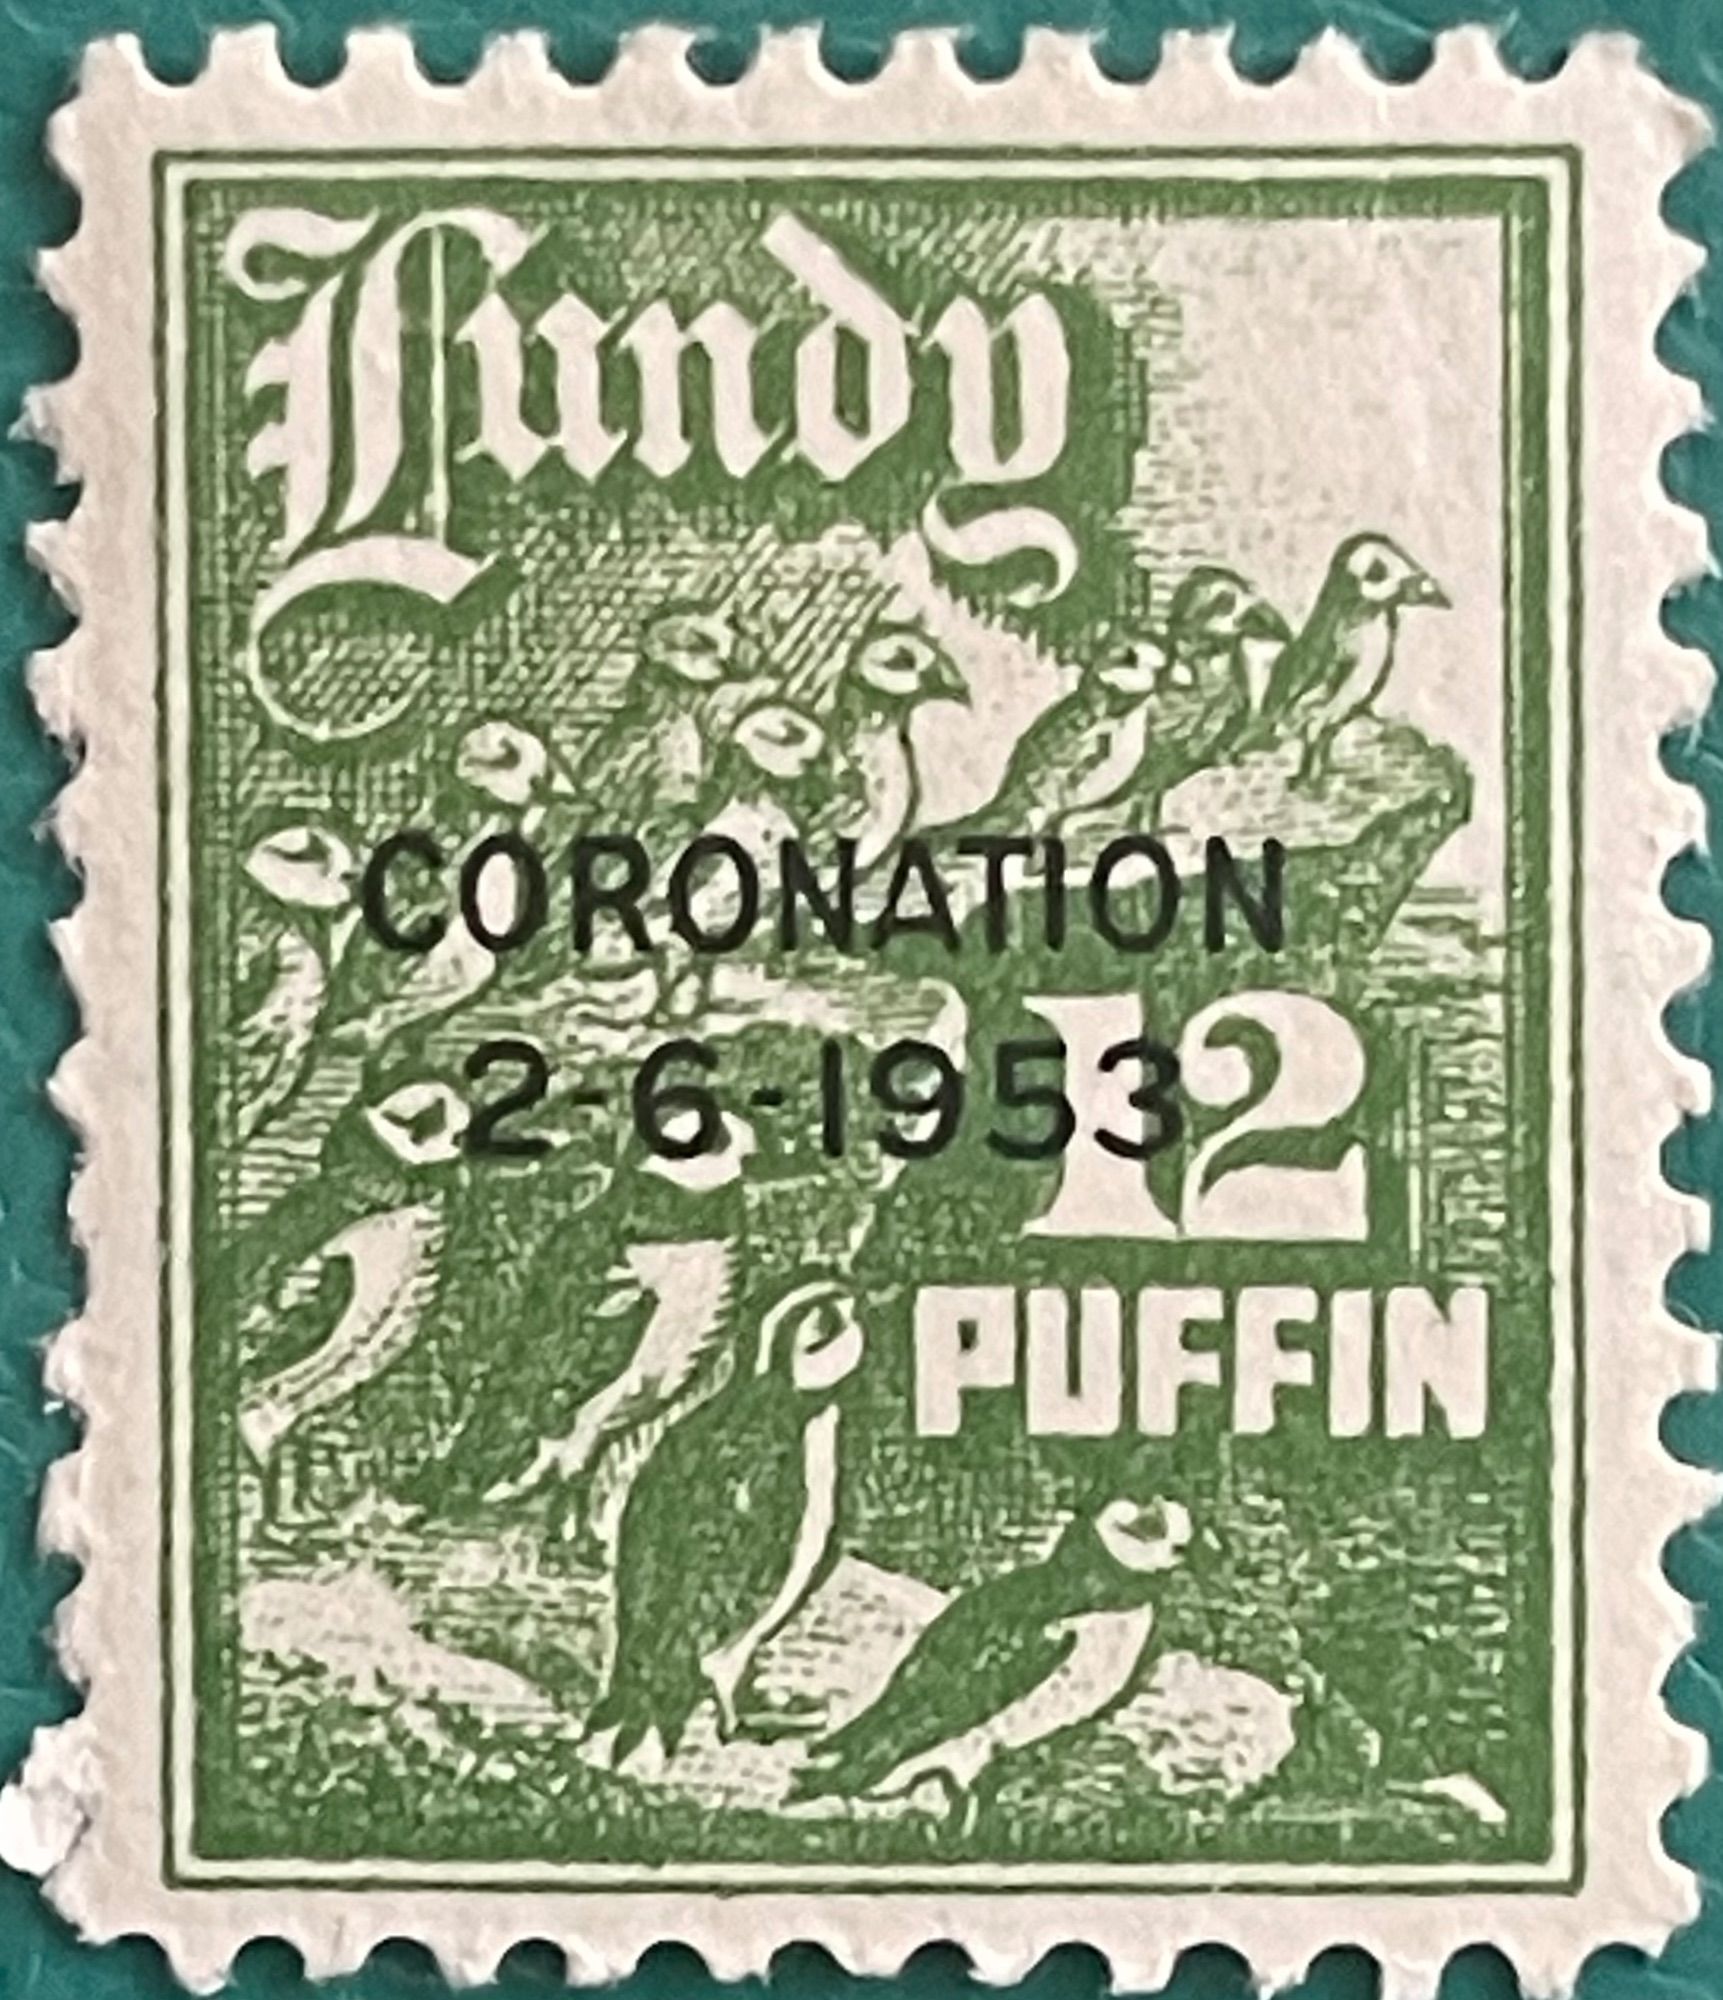 Lundy
CORONATION
2-6-1953
12
PUFFIN